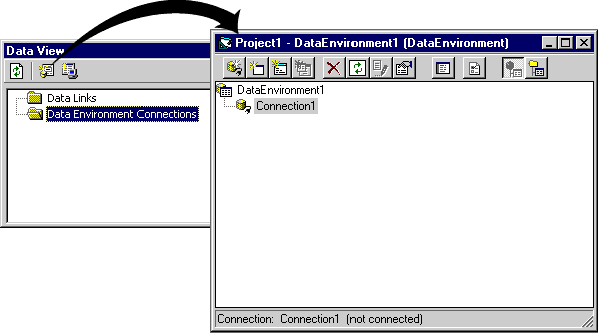 Data View
Data Links
Data Environment Connections
Project1 - DataEnvironment1 (DataEnvironment)
DataEnvironment1
Connection1
Connection: Connection1 (not connected)